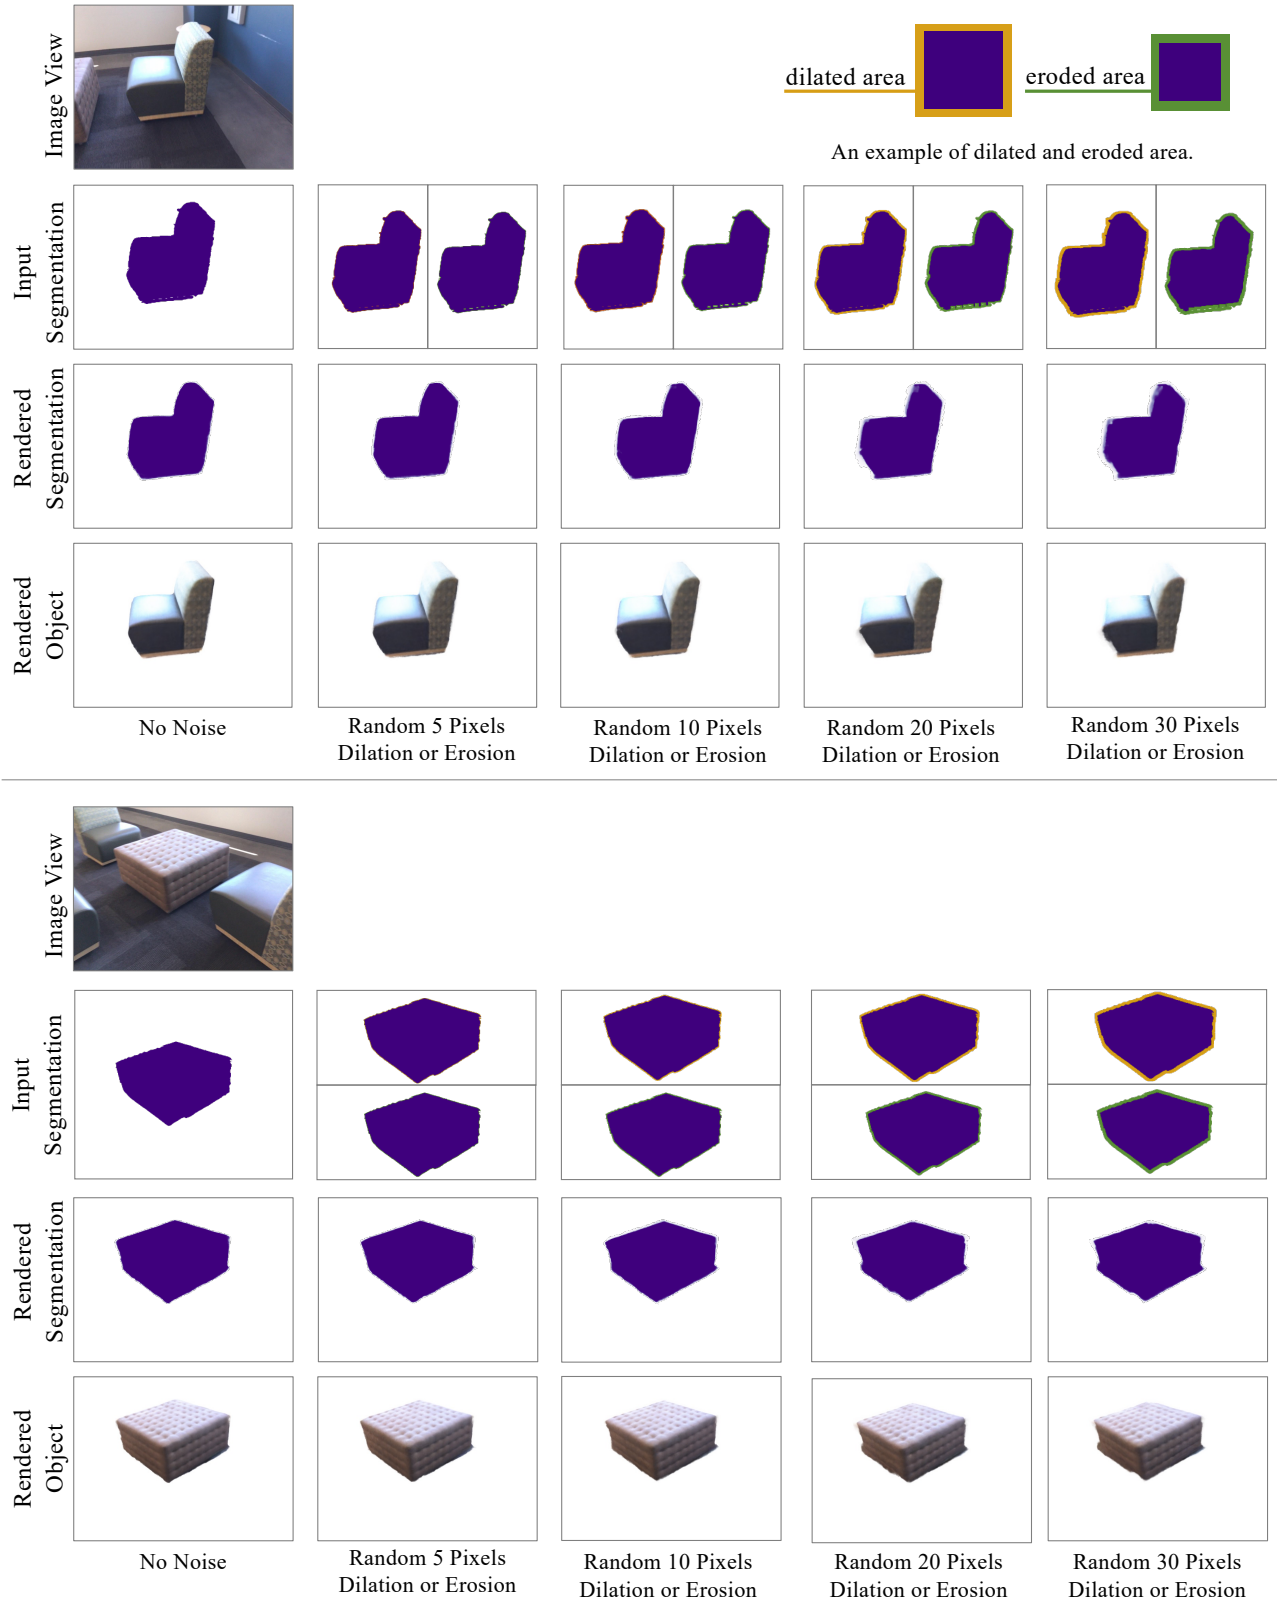 Image View
dilated area
eroded area
An example of dilated and eroded area.
Input
Segmentation
Rendered
Segmentation
Rendered
Object
No Noise
Random 5 Pixels
Dilation or Erosion
Random 10 Pixels
Dilation or Erosion
Random 20 Pixels
Dilation or Erosion
Random 30 Pixels
Dilation or Erosion
Image View
Input
Segmentation
Rendered
Segmentation
Rendered
Object
No Noise
Random 5 Pixels
Dilation or Erosion
Random 10 Pixels
Dilation or Erosion
Random 20 Pixels
Dilation or Erosion
Random 30 Pixels
Dilation or Erosion